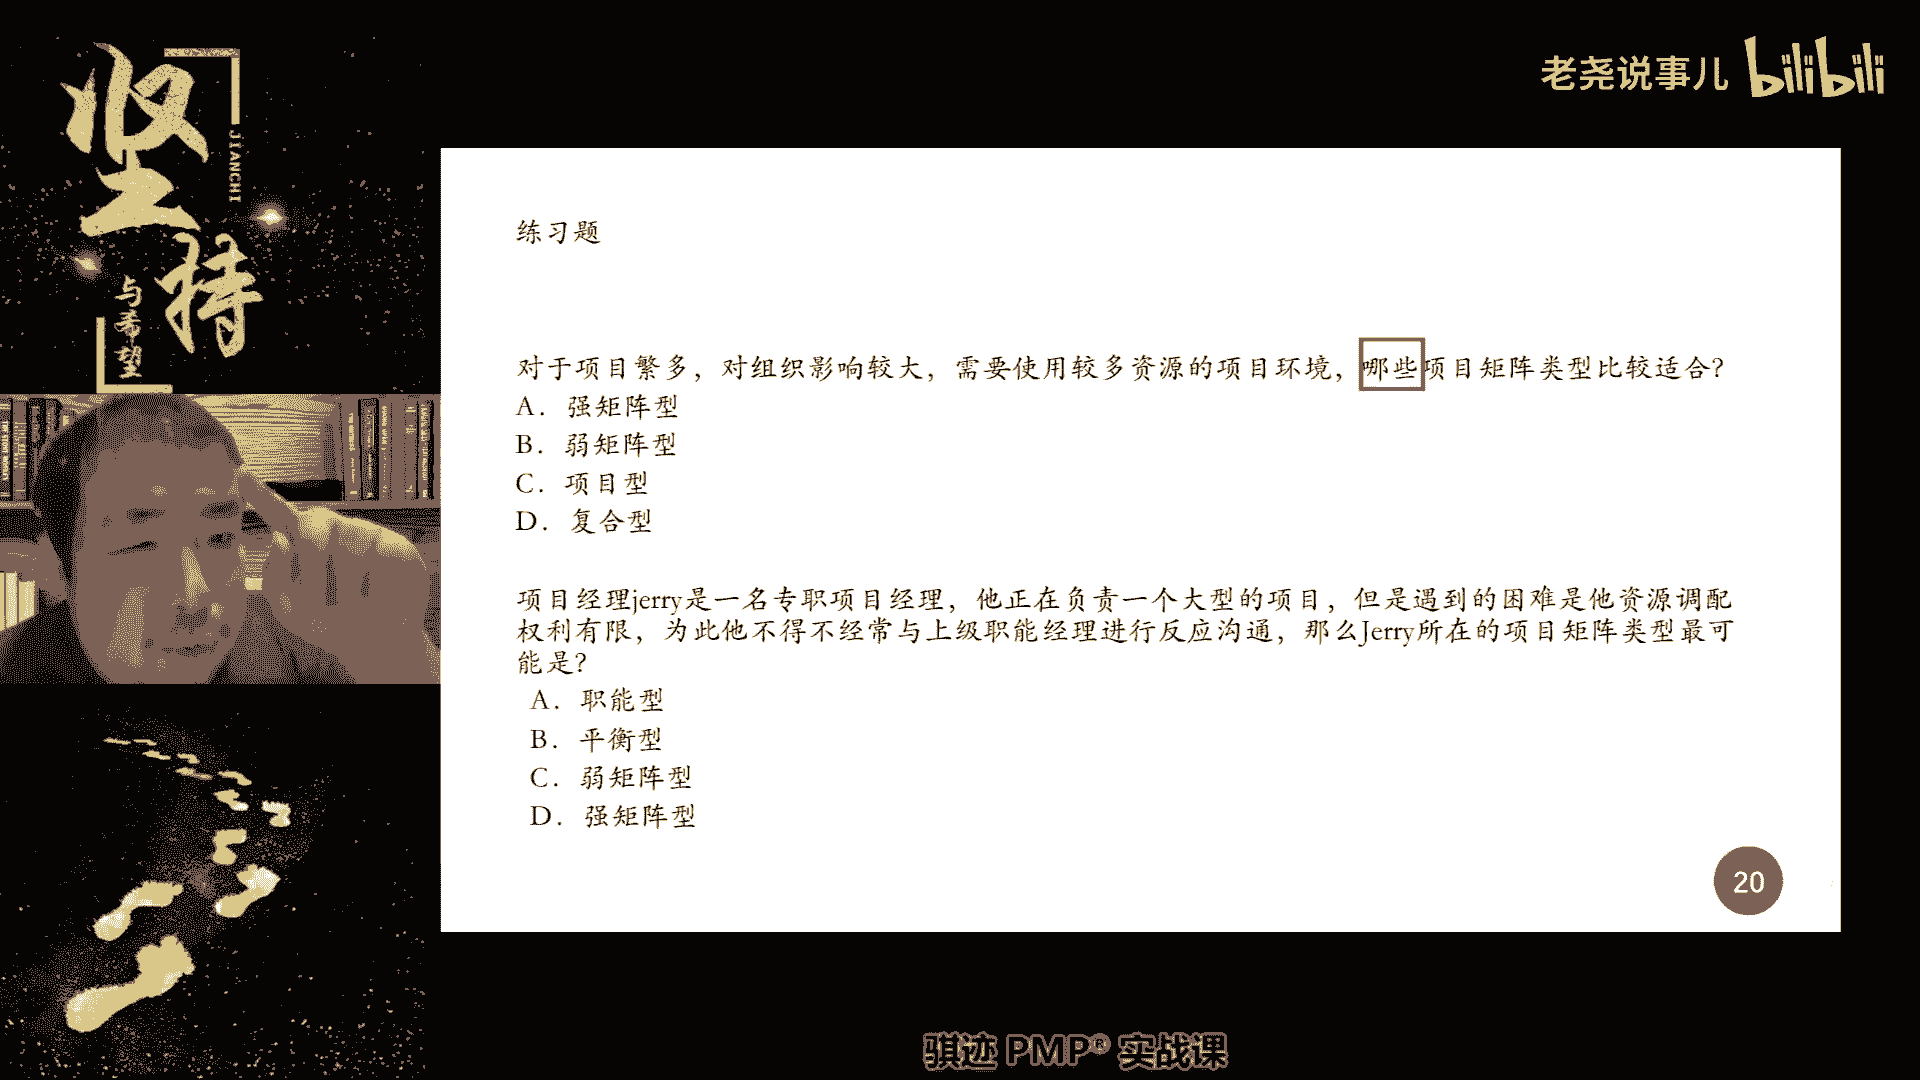 坚持
JIANCHI
与希望
老尧说事儿 bilibili
练习题
对于项目繁多，对组织影响较大，需要使用较多资源的项目环境，哪些项目矩阵类型比较适合？
A．强矩阵型
B．弱矩阵型
C．项目型
D．复合型
项目经理jerry是一名专职项目经理，他正在负责一个大型的项目，但是遇到的困难是他资源调配
权利有限，为此他不得不经常与上级职能经理进行反应沟通，那么Jerry所在的项目矩阵类型最可
能是？
A．职能型
B．平衡型
C．弱矩阵型
D．强矩阵型
20
骐迹 PMP® 实战课